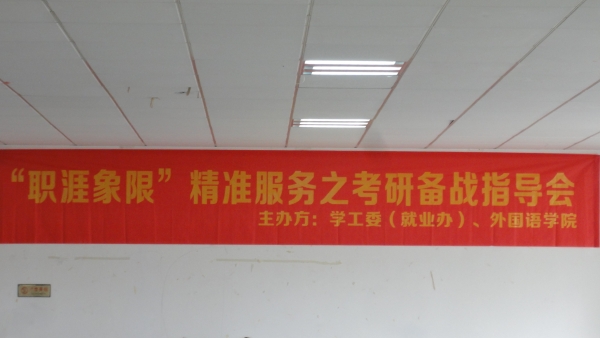 “职涯象限”精准服务之考研备战指导会
主办方：学工委（就业办）、外国语学院